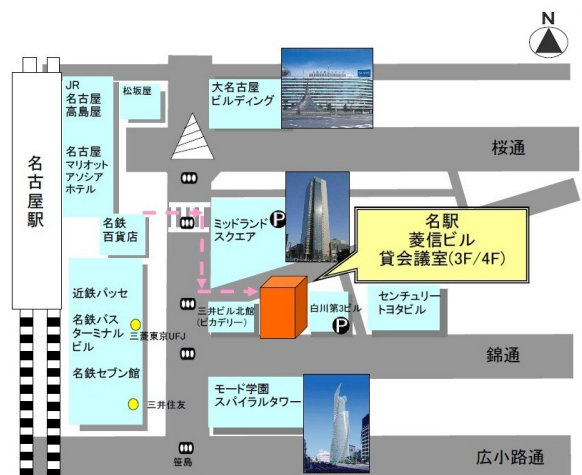 N
JR
名古屋
高島屋
名古屋
マリオット
アソシア
ホテル
松坂屋
大名古屋
ビルディング
桜通
名古屋駅
名鉄
百貨店
ミッドランド
スクエア
P
名駅
菱信ビル
貸会議室(3F/4F)
近鉄パッセ
名鉄バス
ターミナル
ビル
名鉄セブン館
三菱東京UFJ
三井住友
三井ビル北館
(ピカデリー)
白川第3ビル
P
センチュリー
トヨタビル
錦通
モード学園
スパイラルタワー
笹島
広小路通